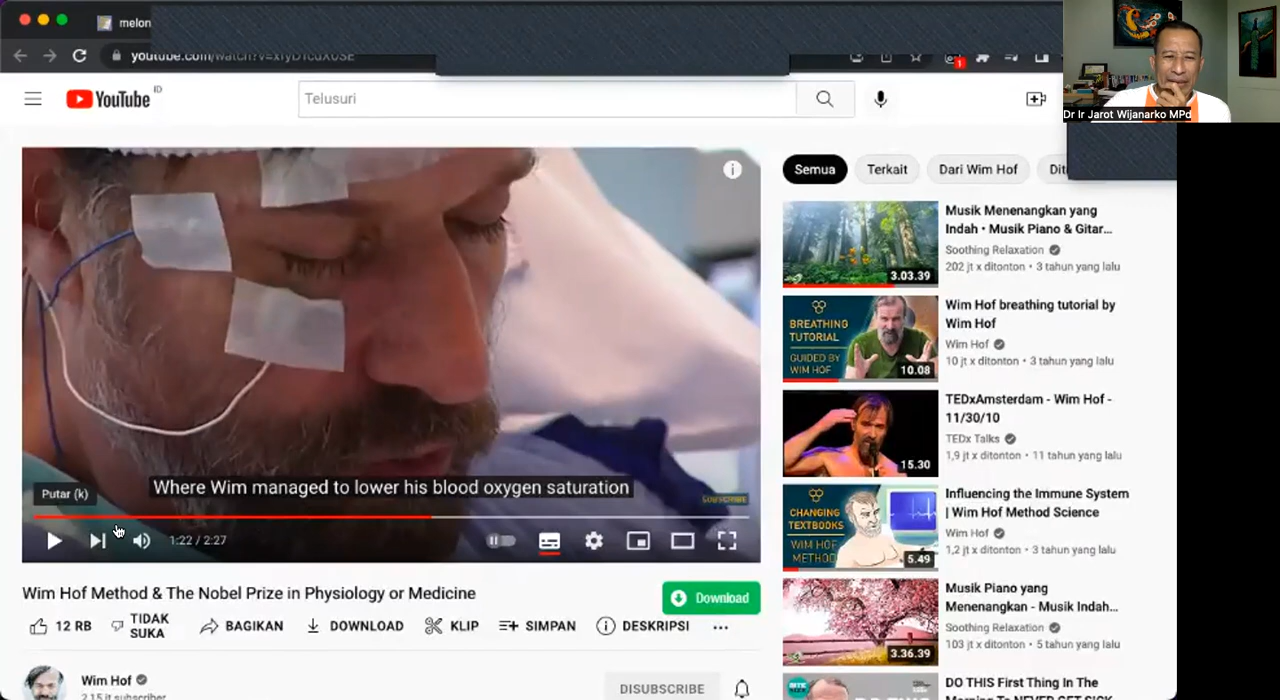 melon
Dr Ir Jarot Wijanarko MPd
YouTube ID
Telusuri
1
Semua
Terkait
Dari Wim Hof
Where Wim managed to lower his blood oxygen saturation
SUBSCRIBE
Putar (k)
1:22 / 2:27
Wim Hof Method & The Nobel Prize in Physiology or Medicine
Download
12 RB
TIDAK
SUKA
BAGIKAN
DOWNLOAD
KLIP
SIMPAN
DESKRIPSI
Wim Hof
2,15 jt subscriber
DISUBSCRIBE
3.03.39
Musik Menenangkan yang
Indah • Musik Piano & Gitar...
Soothing Relaxation
202 jt x ditonton • 3 tahun yang lalu
BREATHING
TUTORIAL
GUIDED BY
WIM HOF
10.08
Wim Hof breathing tutorial by
Wim Hof
Wim Hof
10 jt x ditonton • 3 tahun yang lalu
15.30
TEDxAmsterdam - Wim Hof -
11/30/10
TEDx Talks
1,9 jt x ditonton • 11 tahun yang lalu
CHANGING
TEXTBOOKS
WIM HOF
METHOD
5.49
Influencing the Immune System
| Wim Hof Method Science
Wim Hof
1,2 jt x ditonton • 3 tahun yang lalu
3.36.39
Musik Piano yang
Menenangkan - Musik Indah...
Soothing Relaxation
103 jt x ditonton • 5 tahun yang lalu
DO THIS First Thing In The
Morning To NEVER GET SICK